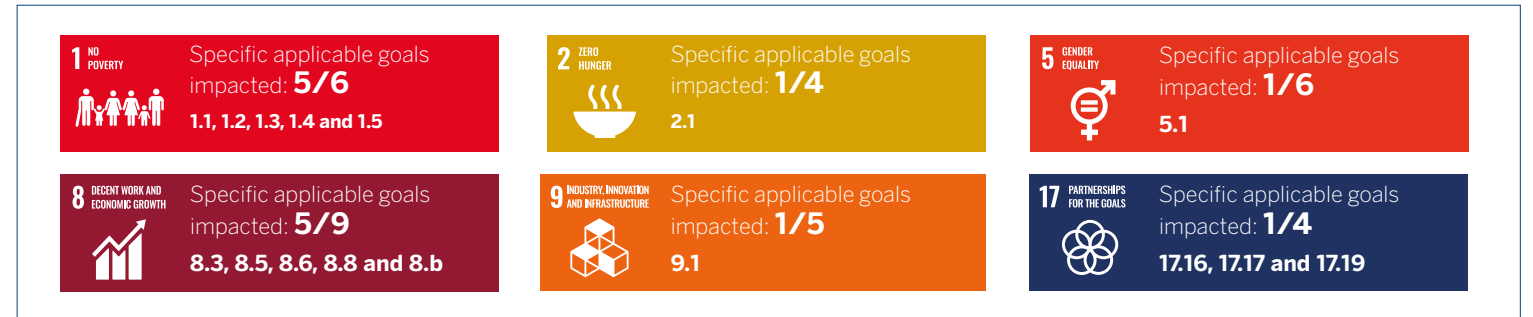 1 NO
POVERTY
Specific applicable goals
impacted: 5/6
1.1, 1.2, 1.3, 1.4 and 1.5
2 ZERO
HUNGER
Specific applicable goals
impacted: 1/4
2.1
5 GENDER
EQUALITY
Specific applicable goals
impacted: 1/6
5.1
8 DECENT WORK AND
ECONOMIC GROWTH
Specific applicable goals
impacted: 5/9
8.3, 8.5, 8.6, 8.8 and 8.b
9 INDUSTRY, INNOVATION
AND INFRASTRUCTURE
Specific applicable goals
impacted: 1/5
9.1
17 PARTNERSHIPS
FOR THE GOALS
Specific applicable goals
impacted: 1/4
17.16, 17.17 and 17.19